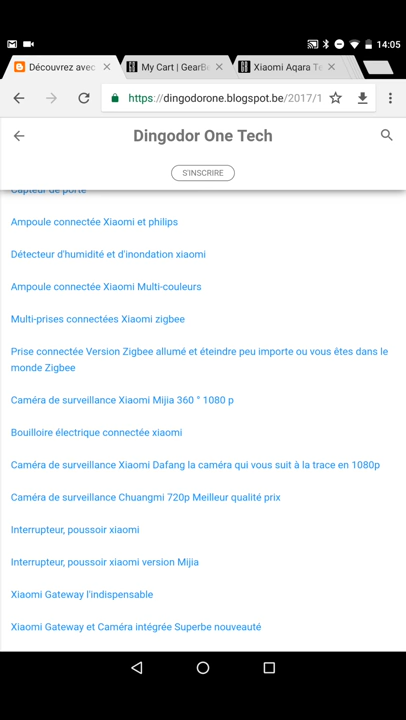 14:05
Découvrez avec
My Cart | GearBe
Xiaomi Aqara Te
https://dingodorone.blogspot.be/2017/1
Dingodor One Tech
S'INSCRIRE
Capteur de porte
Ampoule connectée Xiaomi et philips
Détecteur d'humidité et d'inondation xiaomi
Ampoule connectée Xiaomi Multi-couleurs
Multi-prises connectées Xiaomi zigbee
Prise connectée Version Zigbee allumé et éteindre peu importe ou vous êtes dans le
monde Zigbee
Caméra de surveillance Xiaomi Mijia 360 ° 1080 p
Bouilloire électrique connectée xiaomi
Caméra de surveillance Xiaomi Dafang la caméra qui vous suit à la trace en 1080p
Caméra de surveillance Chuangmi 720p Meilleur qualité prix
Interrupteur, poussoir xiaomi
Interrupteur, poussoir xiaomi version Mijia
Xiaomi Gateway l'indispensable
Xiaomi Gateway et Caméra intégrée Superbe nouveauté